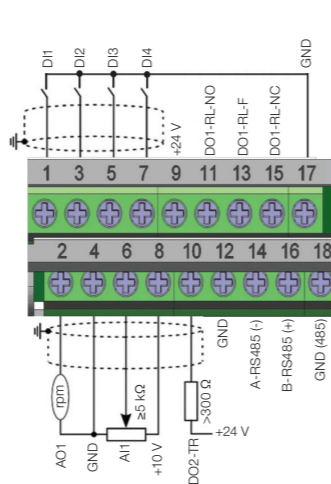 DI1
DI2
DI3
DI4
+24 V
DO1-RL-NO
DO1-RL-F
DO1-RL-NC
GND
1 3 5 7 9 11 13 15 17
2 4 6 8 10 12 14 16 18
rpm
AO1
GND
AI1
≥5 kΩ
+10 V
DO2-TR
>300 Ω
+24 V
GND
A-RS485 (-)
B-RS485 (+)
GND (485)